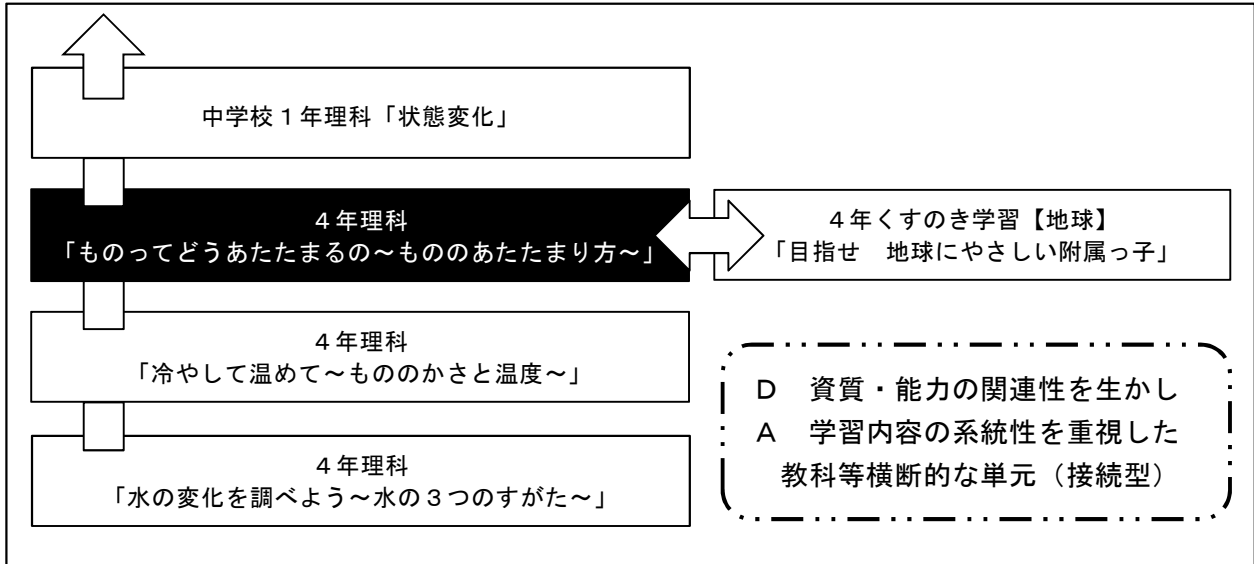 中学校１年理科「状態変化」
４年理科
「ものってどうあたたまるの～もののあたたまり方～」
４年くすのき学習【地球】
「目指せ　地球にやさしい附属っ子」
４年理科
「冷やして温めて～もののかさと温度～」
４年理科
「水の変化を調べよう～水の３つのすがた～」
Ｄ　資質・能力の関連性を生かし
Ａ　学習内容の系統性を重視した
教科等横断的な単元（接続型）